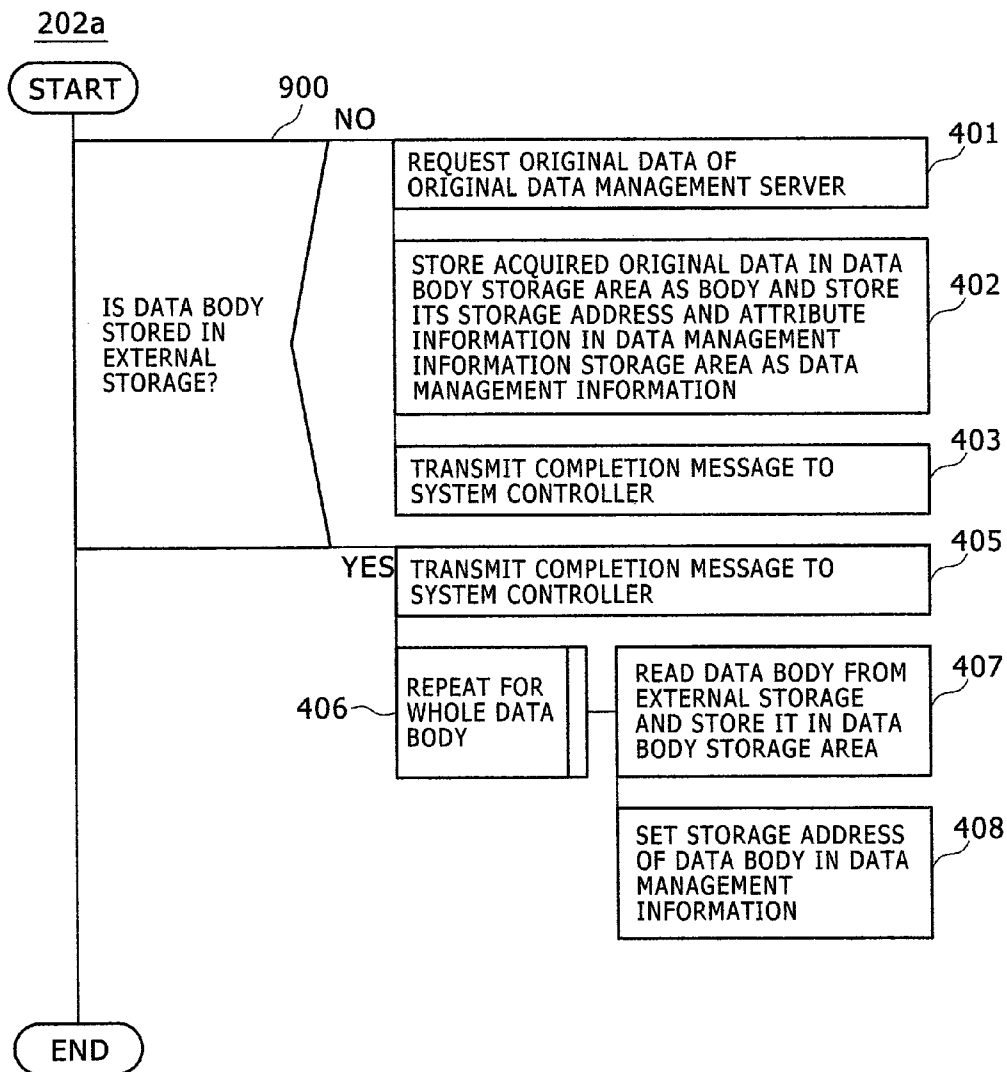 202a
START
900
NO
401
REQUEST ORIGINAL DATA OF
ORIGINAL DATA MANAGEMENT SERVER
STORE ACQUIRED ORIGINAL DATA IN DATA
BODY STORAGE AREA AS BODY AND STORE
ITS STORAGE ADDRESS AND ATTRIBUTE
INFORMATION IN DATA MANAGEMENT
INFORMATION STORAGE AREA AS DATA
MANAGEMENT INFORMATION
402
IS DATA BODY
STORED IN
EXTERNAL
STORAGE?
403
TRANSMIT COMPLETION MESSAGE TO
SYSTEM CONTROLLER
YES
405
TRANSMIT COMPLETION MESSAGE TO
SYSTEM CONTROLLER
406
REPEAT FOR
WHOLE DATA
BODY
READ DATA BODY FROM
EXTERNAL STORAGE
AND STORE IT IN DATA
BODY STORAGE AREA
407
SET STORAGE ADDRESS
OF DATA BODY IN DATA
MANAGEMENT
INFORMATION
408
END